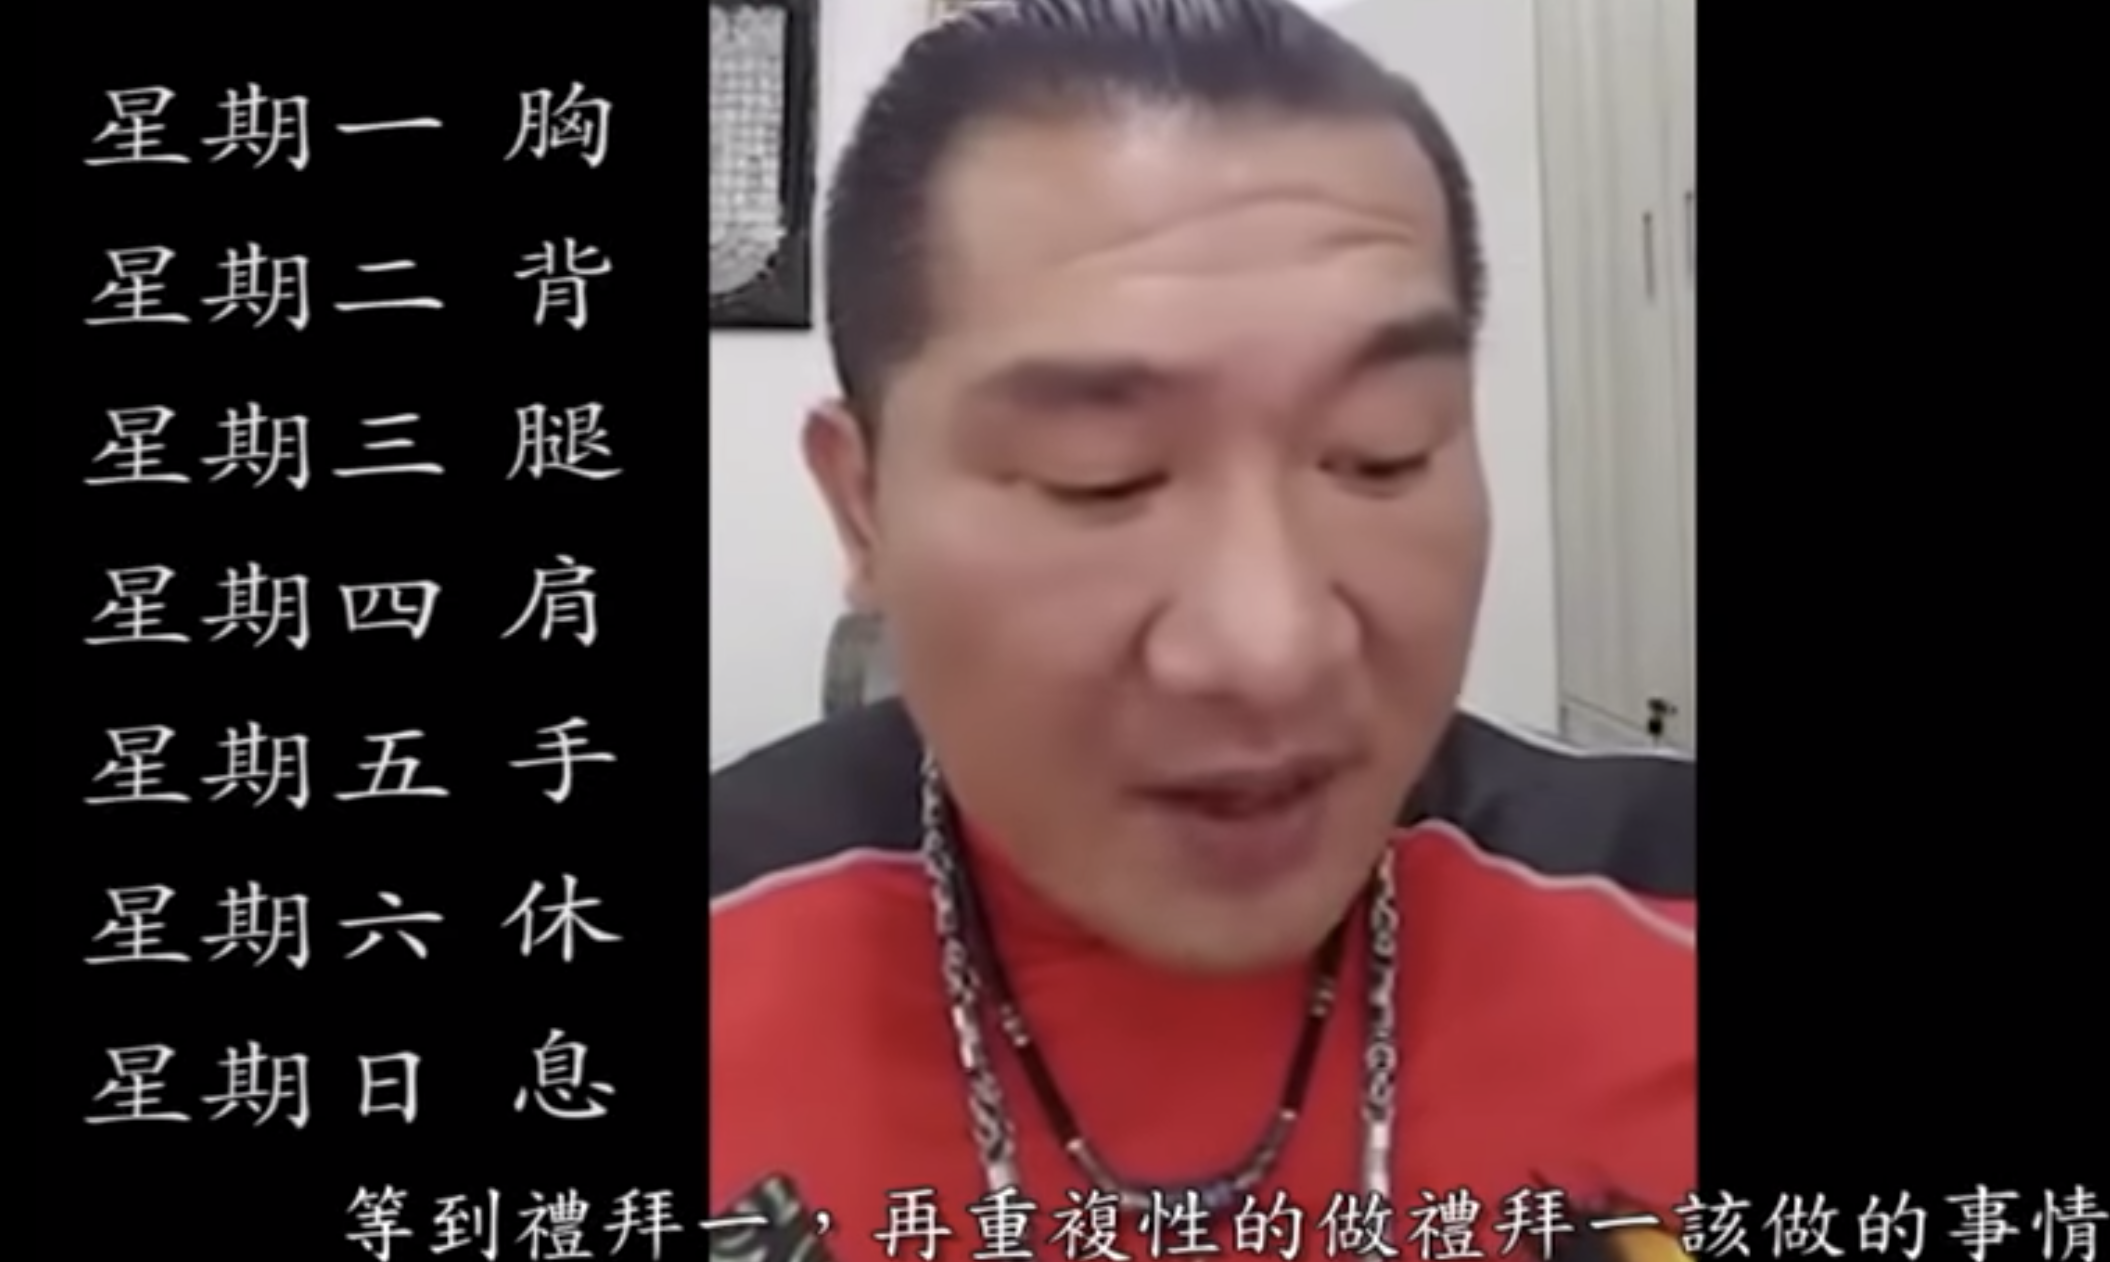 星期一 胸
星期二 背
星期三 腿
星期四 肩
星期五 手
星期六 休
星期日 息
等到禮拜一，再重複性的做禮拜一該做的事情